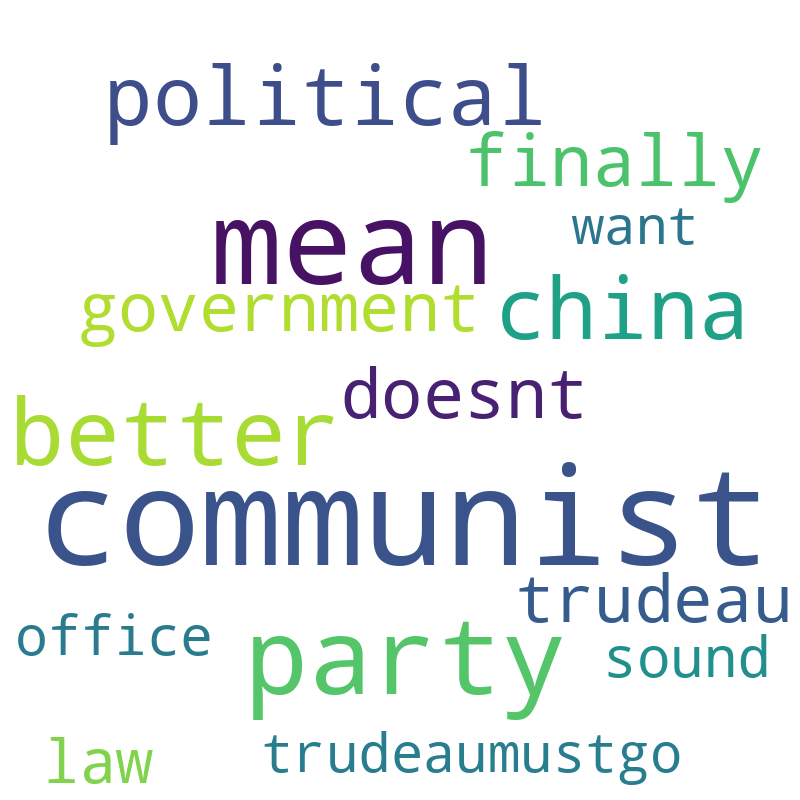 political
finally
want
mean
government
china
doesnt
better
communist
trudeau
office
party
sound
law
trudeaumustgo